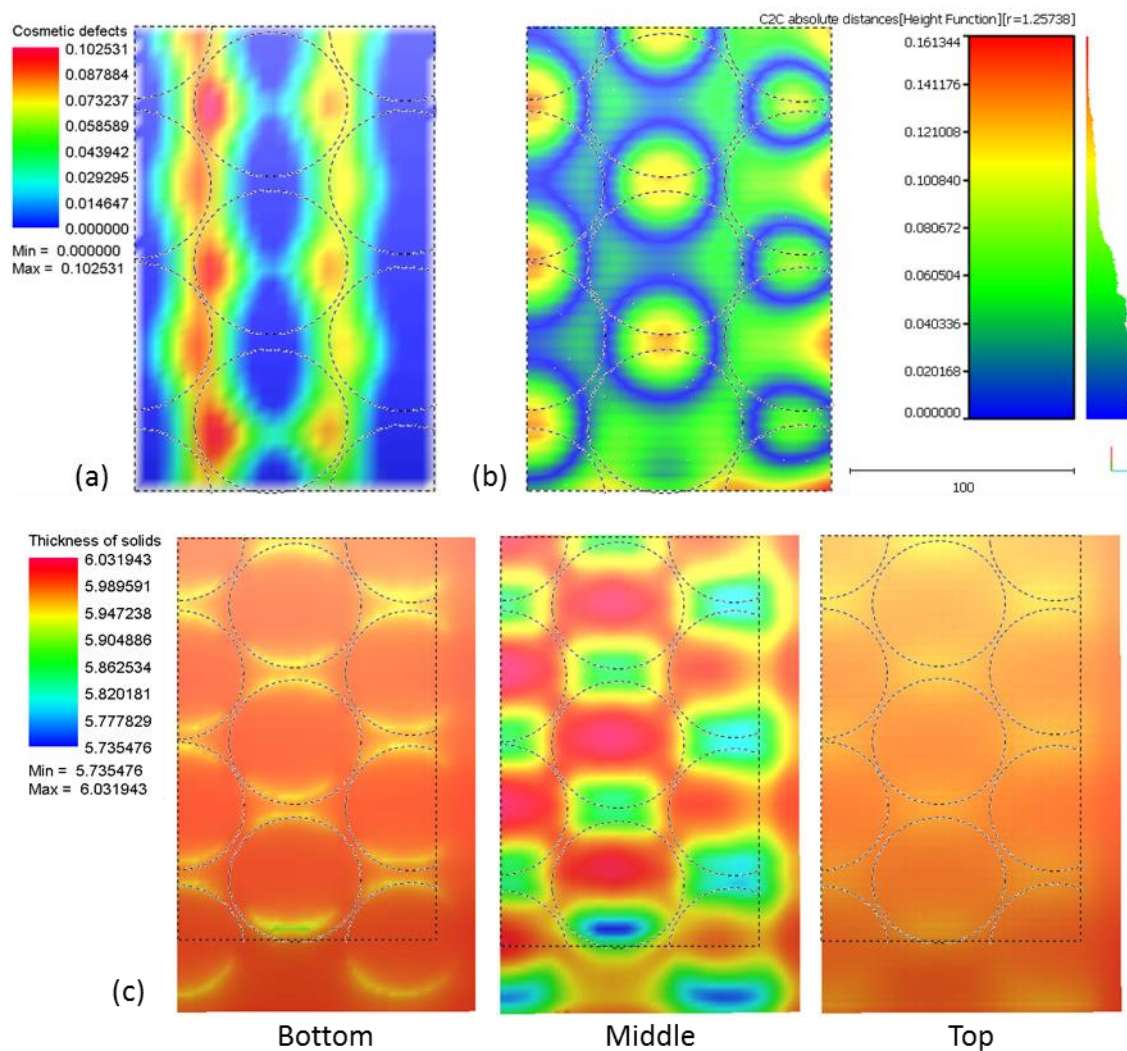 Cosmetic defects
0.102531
0.087884
0.073237
0.058589
0.043942
0.029295
0.014647
0.000000
Min = 0.000000
Max = 0.102531
(a)
C2C absolute distances[Height Function][r=1.25738]
0.161344
0.141176
0.121008
0.100840
0.080672
0.060504
0.040336
0.020168
0.000000
100
(b)
Thickness of solids
6.031943
5.989591
5.947238
5.904886
5.862534
5.820181
5.777829
5.735476
Min = 5.735476
Max = 6.031943
(c)
Bottom
Middle
Top